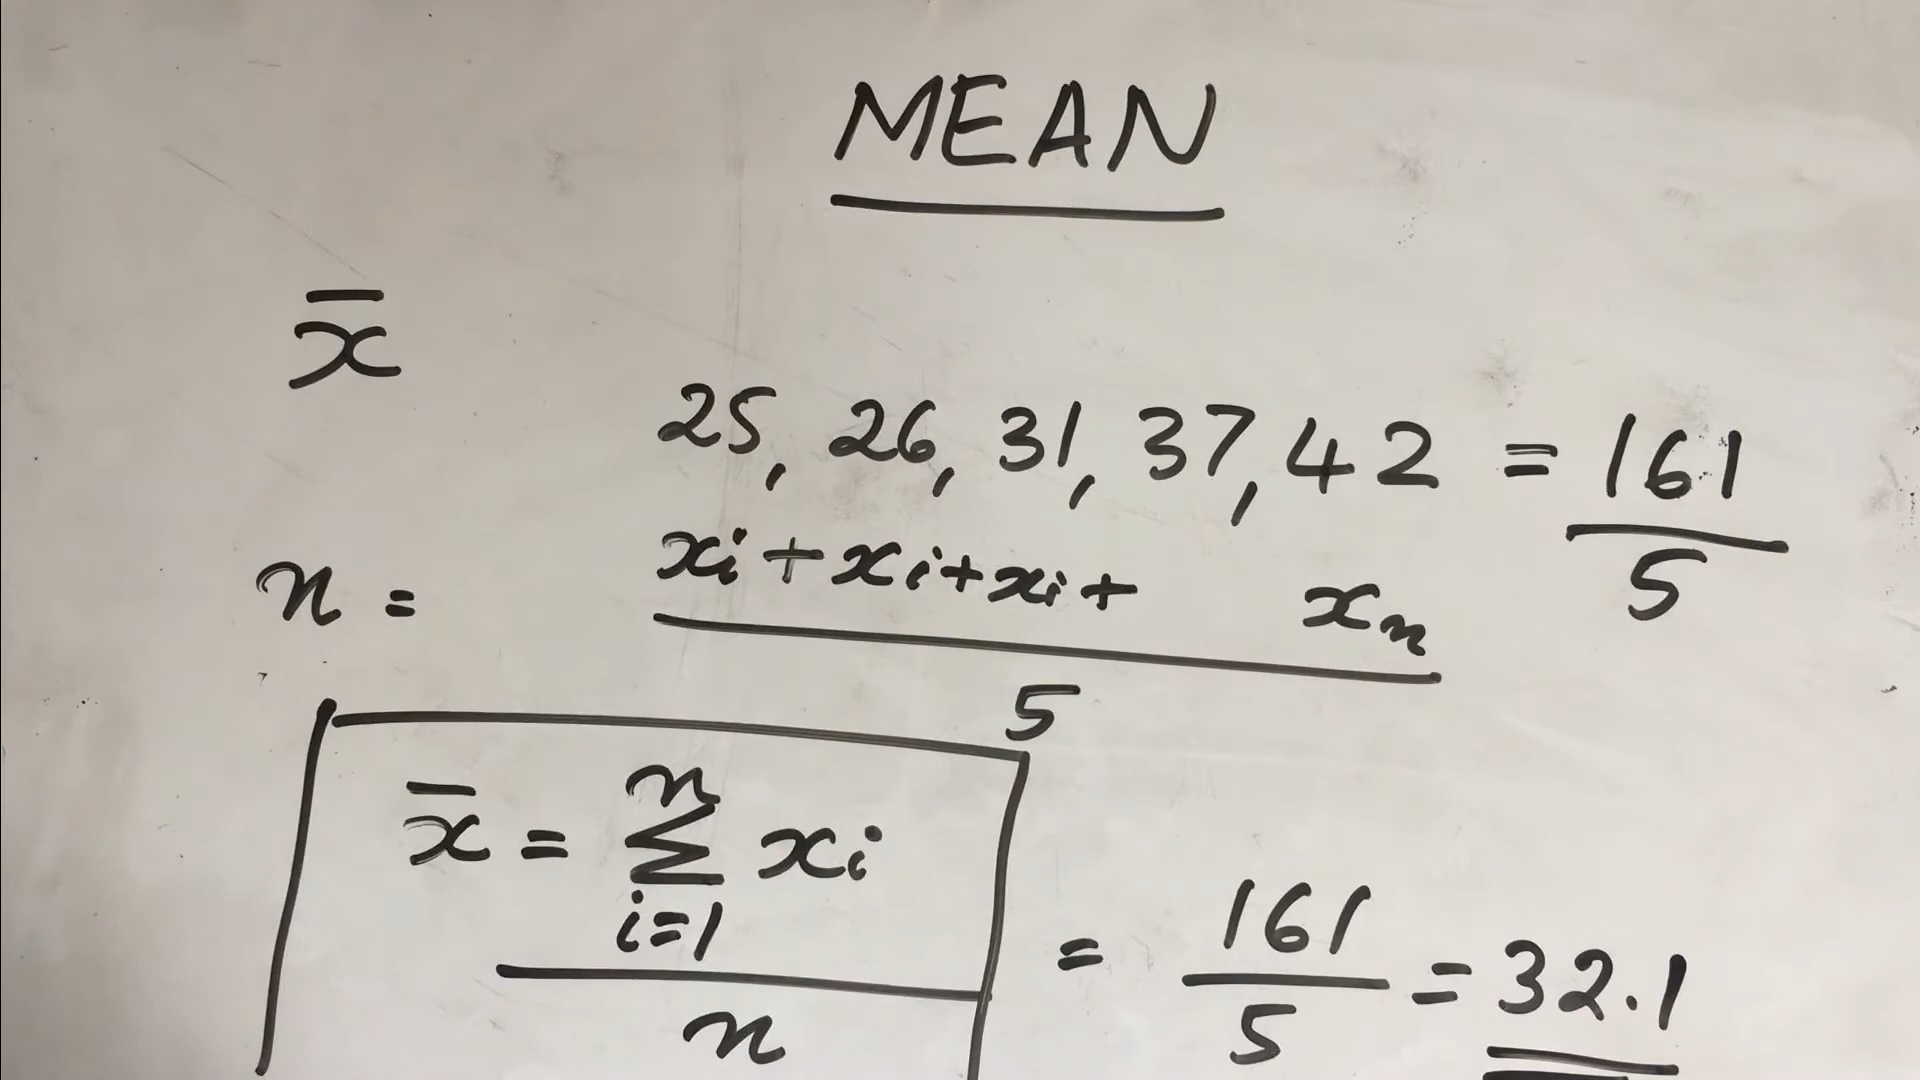 MEAN
x̄
25, 26, 31, 37, 42 = 161/5
n = xi + xi + xi + xn
5
x̄ = n Σ i=1 xi / n = 161/5 = 32.1